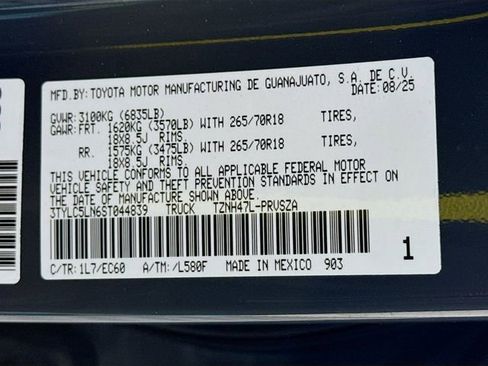 MFD.BY:TOYOTA MOTOR MANUFACTURING DE GUANAJUATO, S.A. DE C.V.
DATE:08/25
GVWR:3100KG (6835LB)
GAWR:FRT. 1620KG (3570LB) WITH 265/70R18 TIRES,
18X8.5J RIMS.
RR. 1575KG (3475LB) WITH 265/70R18 TIRES,
18X8.5J RIMS.
THIS VEHICLE CONFORMS TO ALL APPLICABLE FEDERAL MOTOR
VEHICLE SAFETY AND THEFT PREVENTION STANDARDS IN EFFECT ON
THE DATE OF MANUFACTURE SHOWN ABOVE
3TYLC5LN6ST044839 TRUCK TZNH47L-PRVSZA
C/TR:1L7/EC60 A/TM:/L580F MADE IN MEXICO 903 1